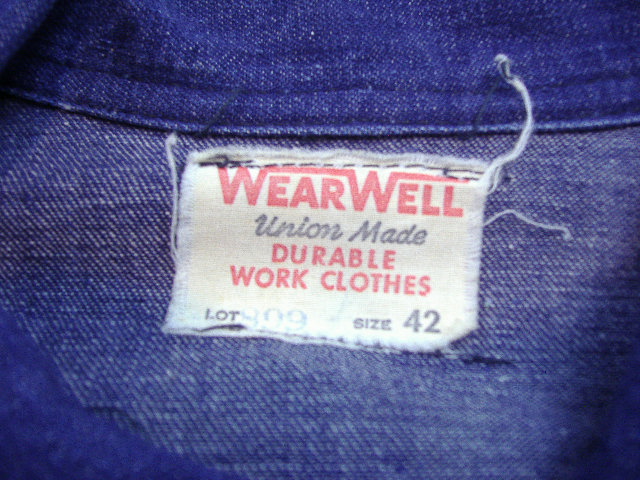 WEARWELL
Union Made
DURABLE
WORK CLOTHES
LOT 809 SIZE 42